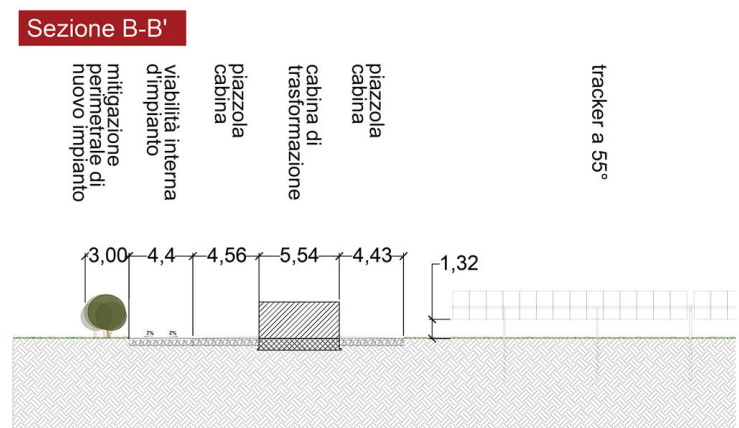 Sezione B-B'
mitigazione
perimetrale di
nuovo impianto
viabilità interna
d'impianto
piazzola
cabina
cabina di
trasformazione
piazzola
cabina
tracker a 55°
3,00
4,4
4,56
5,54
4,43
1,32
2%
2%